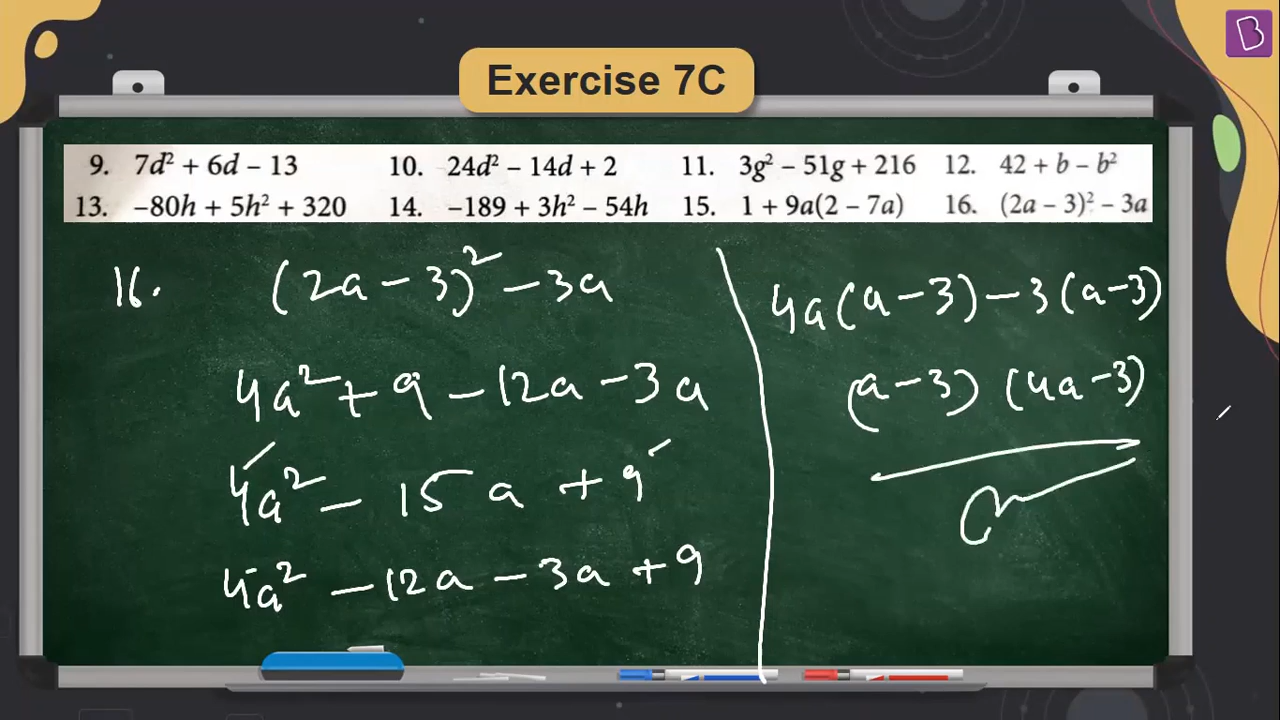 Exercise 7C
9. 7d² + 6d – 13 10. 24d² – 14d + 2 11. 3g² – 51g + 216 12. 42 + b – b²
13. –80h + 5h² + 320 14. –189 + 3h² – 54h 15. 1 + 9a(2 – 7a) 16. (2a – 3)² – 3a
16. (2a – 3)² – 3a
4a² + 9 – 12a – 3a
4a² – 15a + 9
4a² – 12a – 3a + 9
4a(a – 3) – 3(a – 3)
(a – 3) (4a – 3)
B